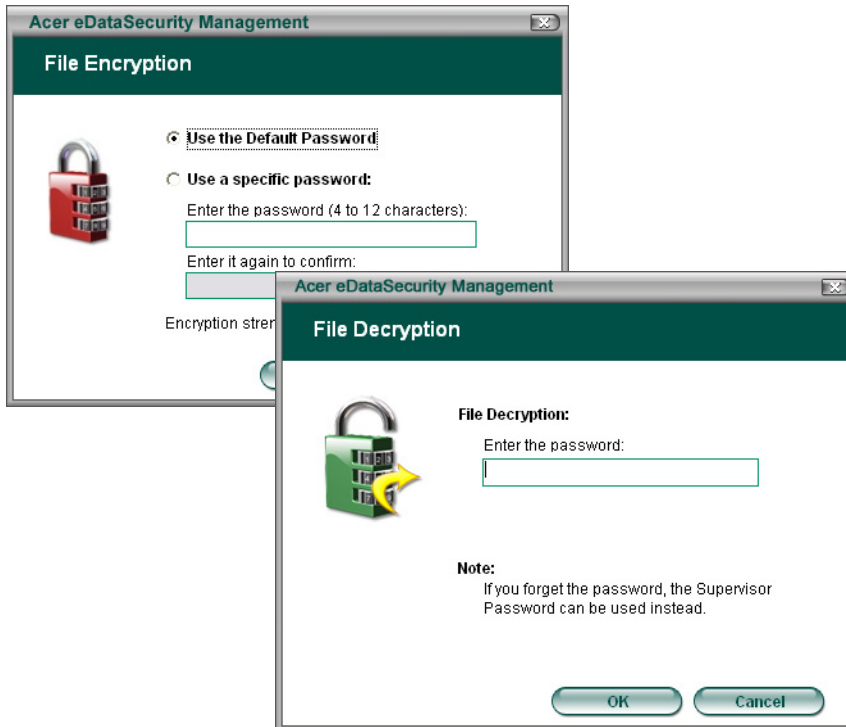 Acer eDataSecurity Management
File Encryption
Use the Default Password
Use a specific password:
Enter the password (4 to 12 characters):
Enter it again to confirm:
Encryption
Acer eDataSecurity Management
File Decryption
File Decryption:
Enter the password:
Note:
If you forget the password, the Supervisor
Password can be used instead.
OK
Cancel